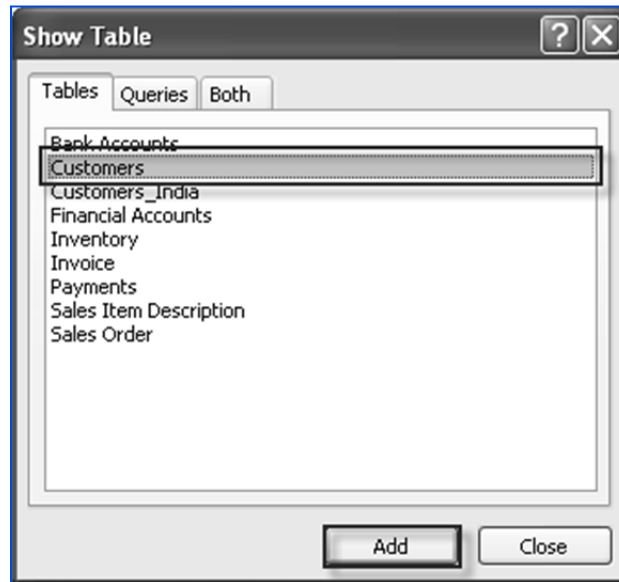 Show Table
Tables Queries Both
Bank Accounts
Customers
Customers_India
Financial Accounts
Inventory
Invoice
Payments
Sales Item Description
Sales Order
Add Close